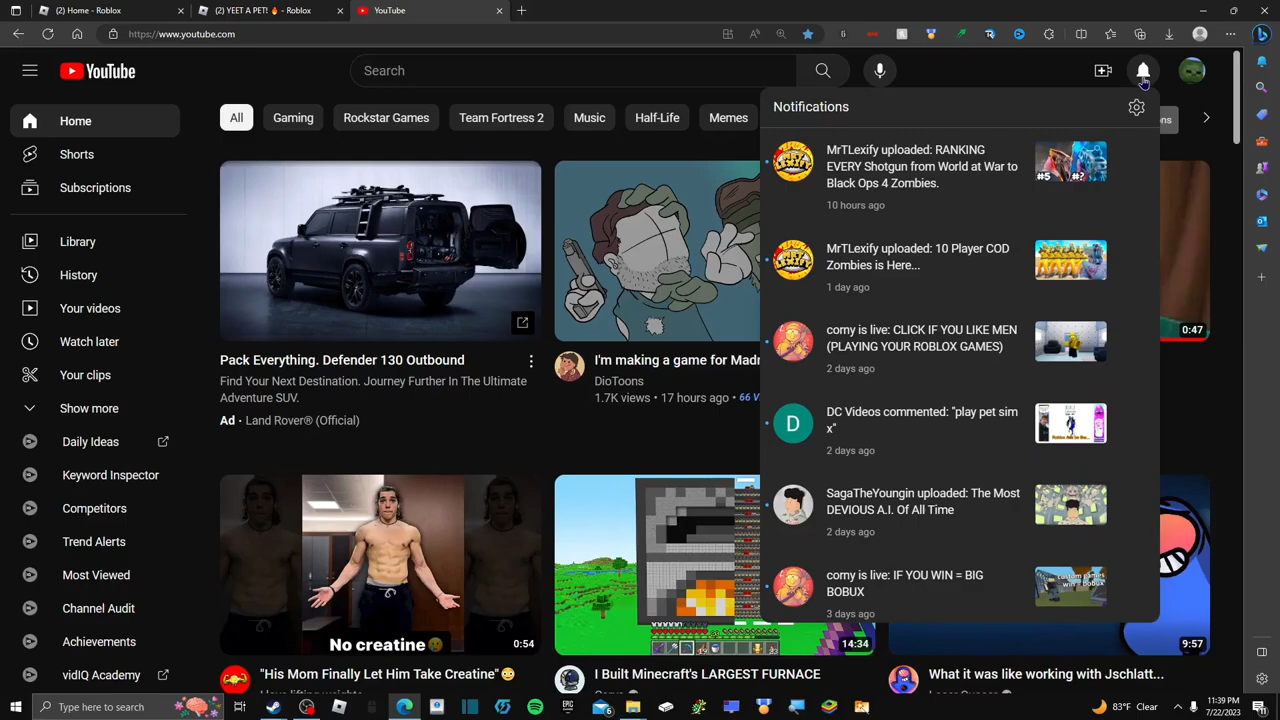 (2) Home - Roblox
(2) YEET A PET! 🔥 - Roblox
YouTube
https://www.youtube.com
YouTube
Search
All
Gaming
Rockstar Games
Team Fortress 2
Music
Half-Life
Memes
Home
Shorts
Subscriptions
Library
History
Your videos
Watch later
Your clips
Show more
Daily Ideas
Keyword Inspector
Competitors
Trend Alerts
Most Viewed
Channel Audit
Achievements
vidIQ Academy
Pack Everything. Defender 130 Outbound
Find Your Next Destination. Journey Further In The Ultimate
Adventure SUV.
Ad · Land Rover® (Official)
I'm making a game for Mad
DioToons
1.7K views • 17 hours ago • 66 V
0:47
Notifications
MrTLexify uploaded: RANKING
EVERY Shotgun from World at War to
Black Ops 4 Zombies.
10 hours ago
#5
#?
MrTLexify uploaded: 10 Player COD
Zombies is Here...
1 day ago
corny is live: CLICK IF YOU LIKE MEN
(PLAYING YOUR ROBLOX GAMES)
2 days ago
D
DC Videos commented: "play pet sim
x"
2 days ago
SagaTheYoungin uploaded: The Most
DEVIOUS A.I. Of All Time
2 days ago
corny is live: IF YOU WIN = BIG
BOBUX
3 days ago
custom games
win = bobux
No creatine
0:54
14:34
9:57
"His Mom Finally Let Him Take Creatine"😳
I Built Minecraft's LARGEST FURNACE
What it was like working with Jschlatt...
Type here to search
6
83°F Clear
11:39 PM
7/22/2023